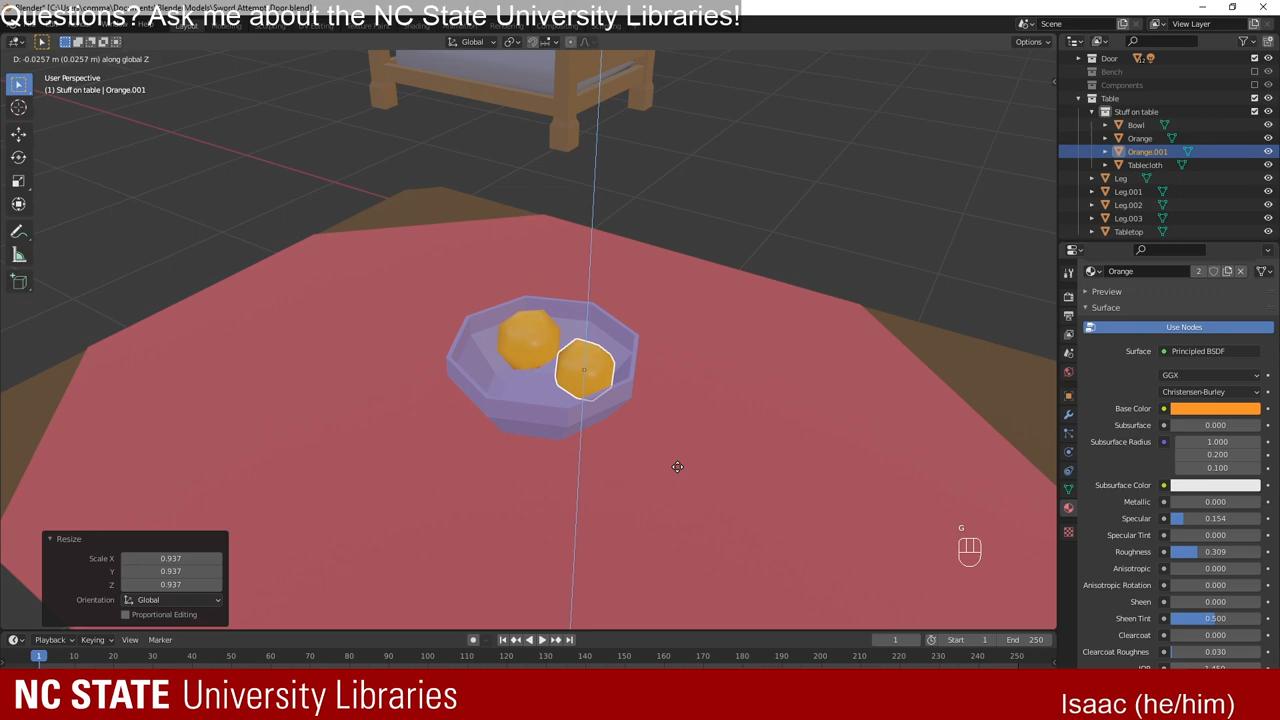 Questions? Ask me about the NC State University Libraries!
Scene
View Layer
Global
Options
D: -0.0257 m (0.0257 m) along global Z
User Perspective
(1) Stuff on table | Orange.001
Door
Bench
Components
Table
Stuff on table
Bowl
Orange
Orange.001
Tablecloth
Leg
Leg.001
Leg.002
Leg.003
Tabletop
Orange
2
Preview
Surface
Use Nodes
Surface
Principled BSDF
GGX
Christensen-Burley
Base Color
Subsurface
0.000
Subsurface Radius
1.000
0.200
0.100
Subsurface Color
Metallic
0.000
Specular
0.154
Specular Tint
0.000
Roughness
0.309
Anisotropic
0.000
Anisotropic Rotation
0.000
Sheen
0.000
Sheen Tint
0.500
Clearcoat
0.000
Clearcoat Roughnes
0.030
G
Resize
Scale X
0.937
Y
0.937
Z
0.937
Orientation
Global
Proportional Editing
Playback
Keying
View
Marker
1
Start
1
End
250
1
10
20
30
40
50
60
70
80
90
100
110
120
130
140
150
160
170
180
190
200
210
220
230
240
250
NC STATE University Libraries
Isaac (he/him)